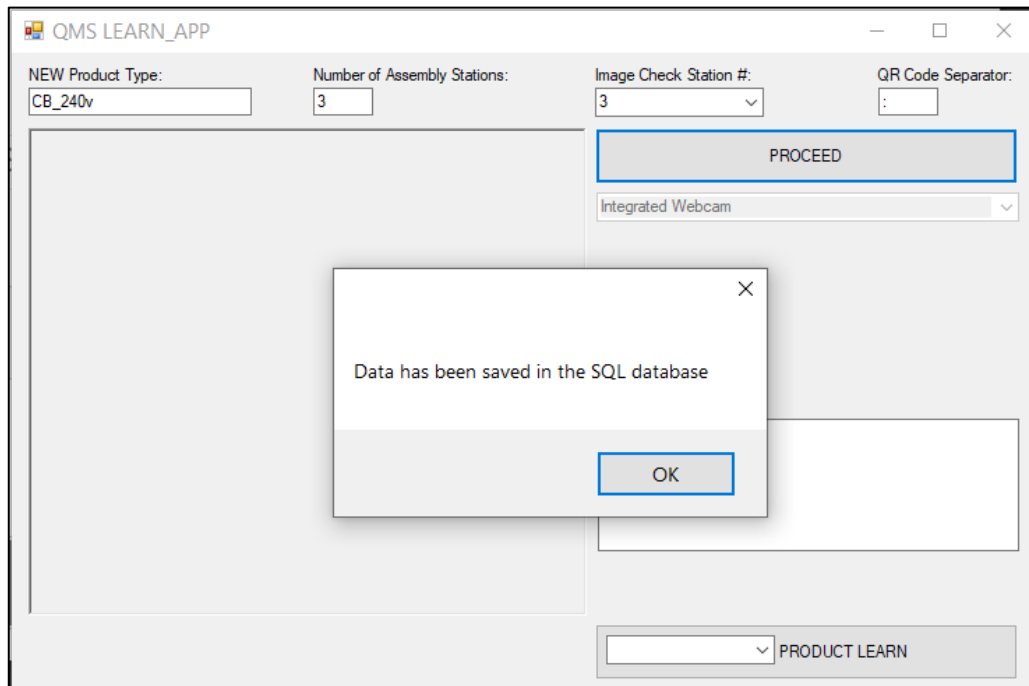 QMS LEARN_APP
NEW Product Type:
Number of Assembly Stations:
Image Check Station #:
QR Code Separator:
CB_240v
3
3
:
PROCEED
Integrated Webcam
Data has been saved in the SQL database
OK
PRODUCT LEARN